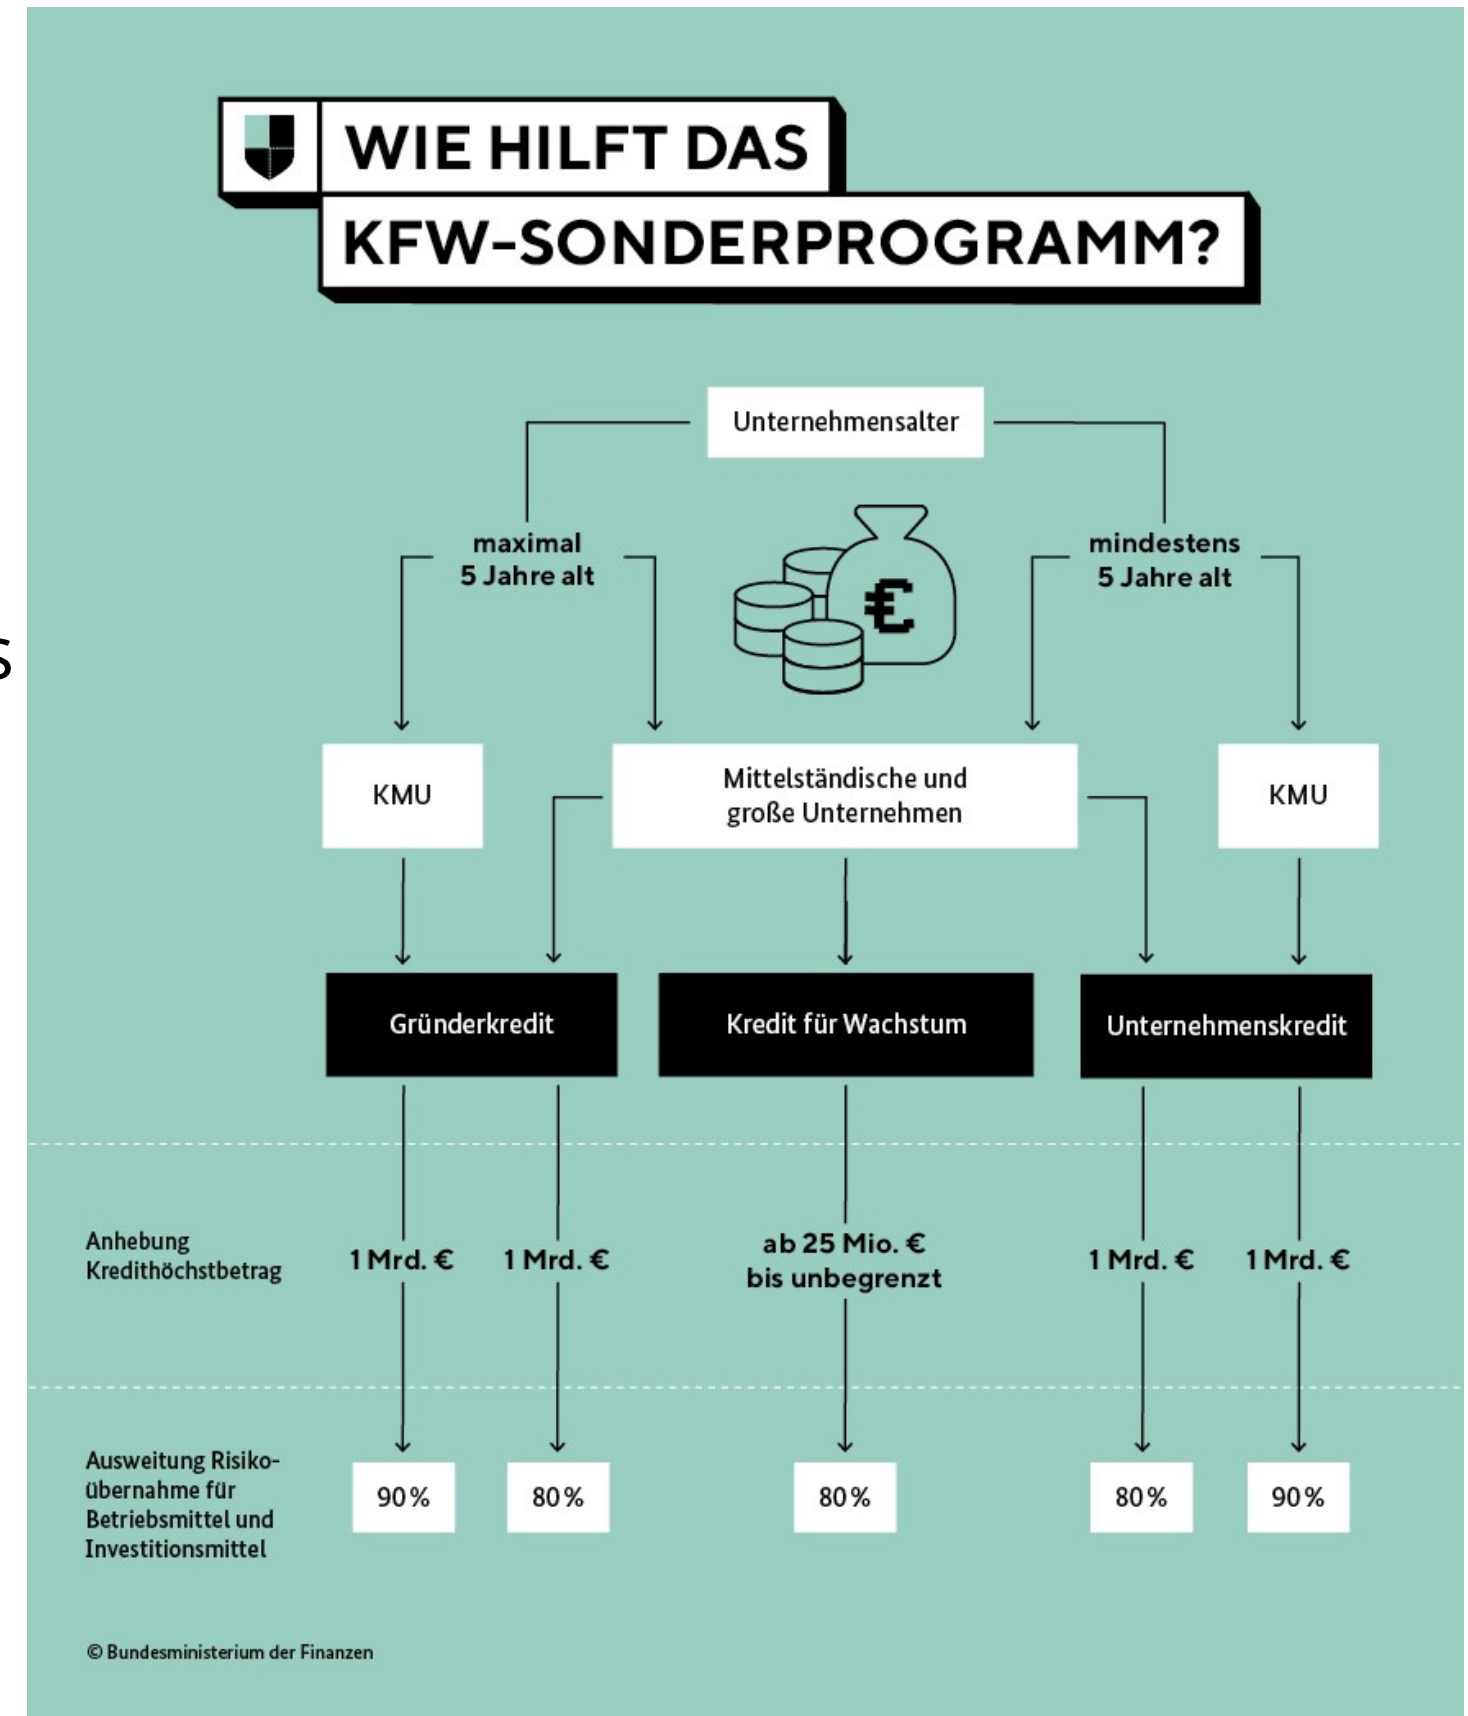 WIE HILFT DAS
KFW-SONDERPROGRAMM?
Unternehmensalter
maximal
5 Jahre alt
mindestens
5 Jahre alt
€
s
KMU
Mittelständische und
große Unternehmen
KMU
Gründerkredit
Kredit für Wachstum
Unternehmenskredit
Anhebung
Kredithöchstbetrag
1 Mrd. €
1 Mrd. €
ab 25 Mio. €
bis unbegrenzt
1 Mrd. €
1 Mrd. €
Ausweitung Risiko-
übernahme für
Betriebsmittel und
Investitionsmittel
90 %
80 %
80 %
80 %
90 %
© Bundesministerium der Finanzen